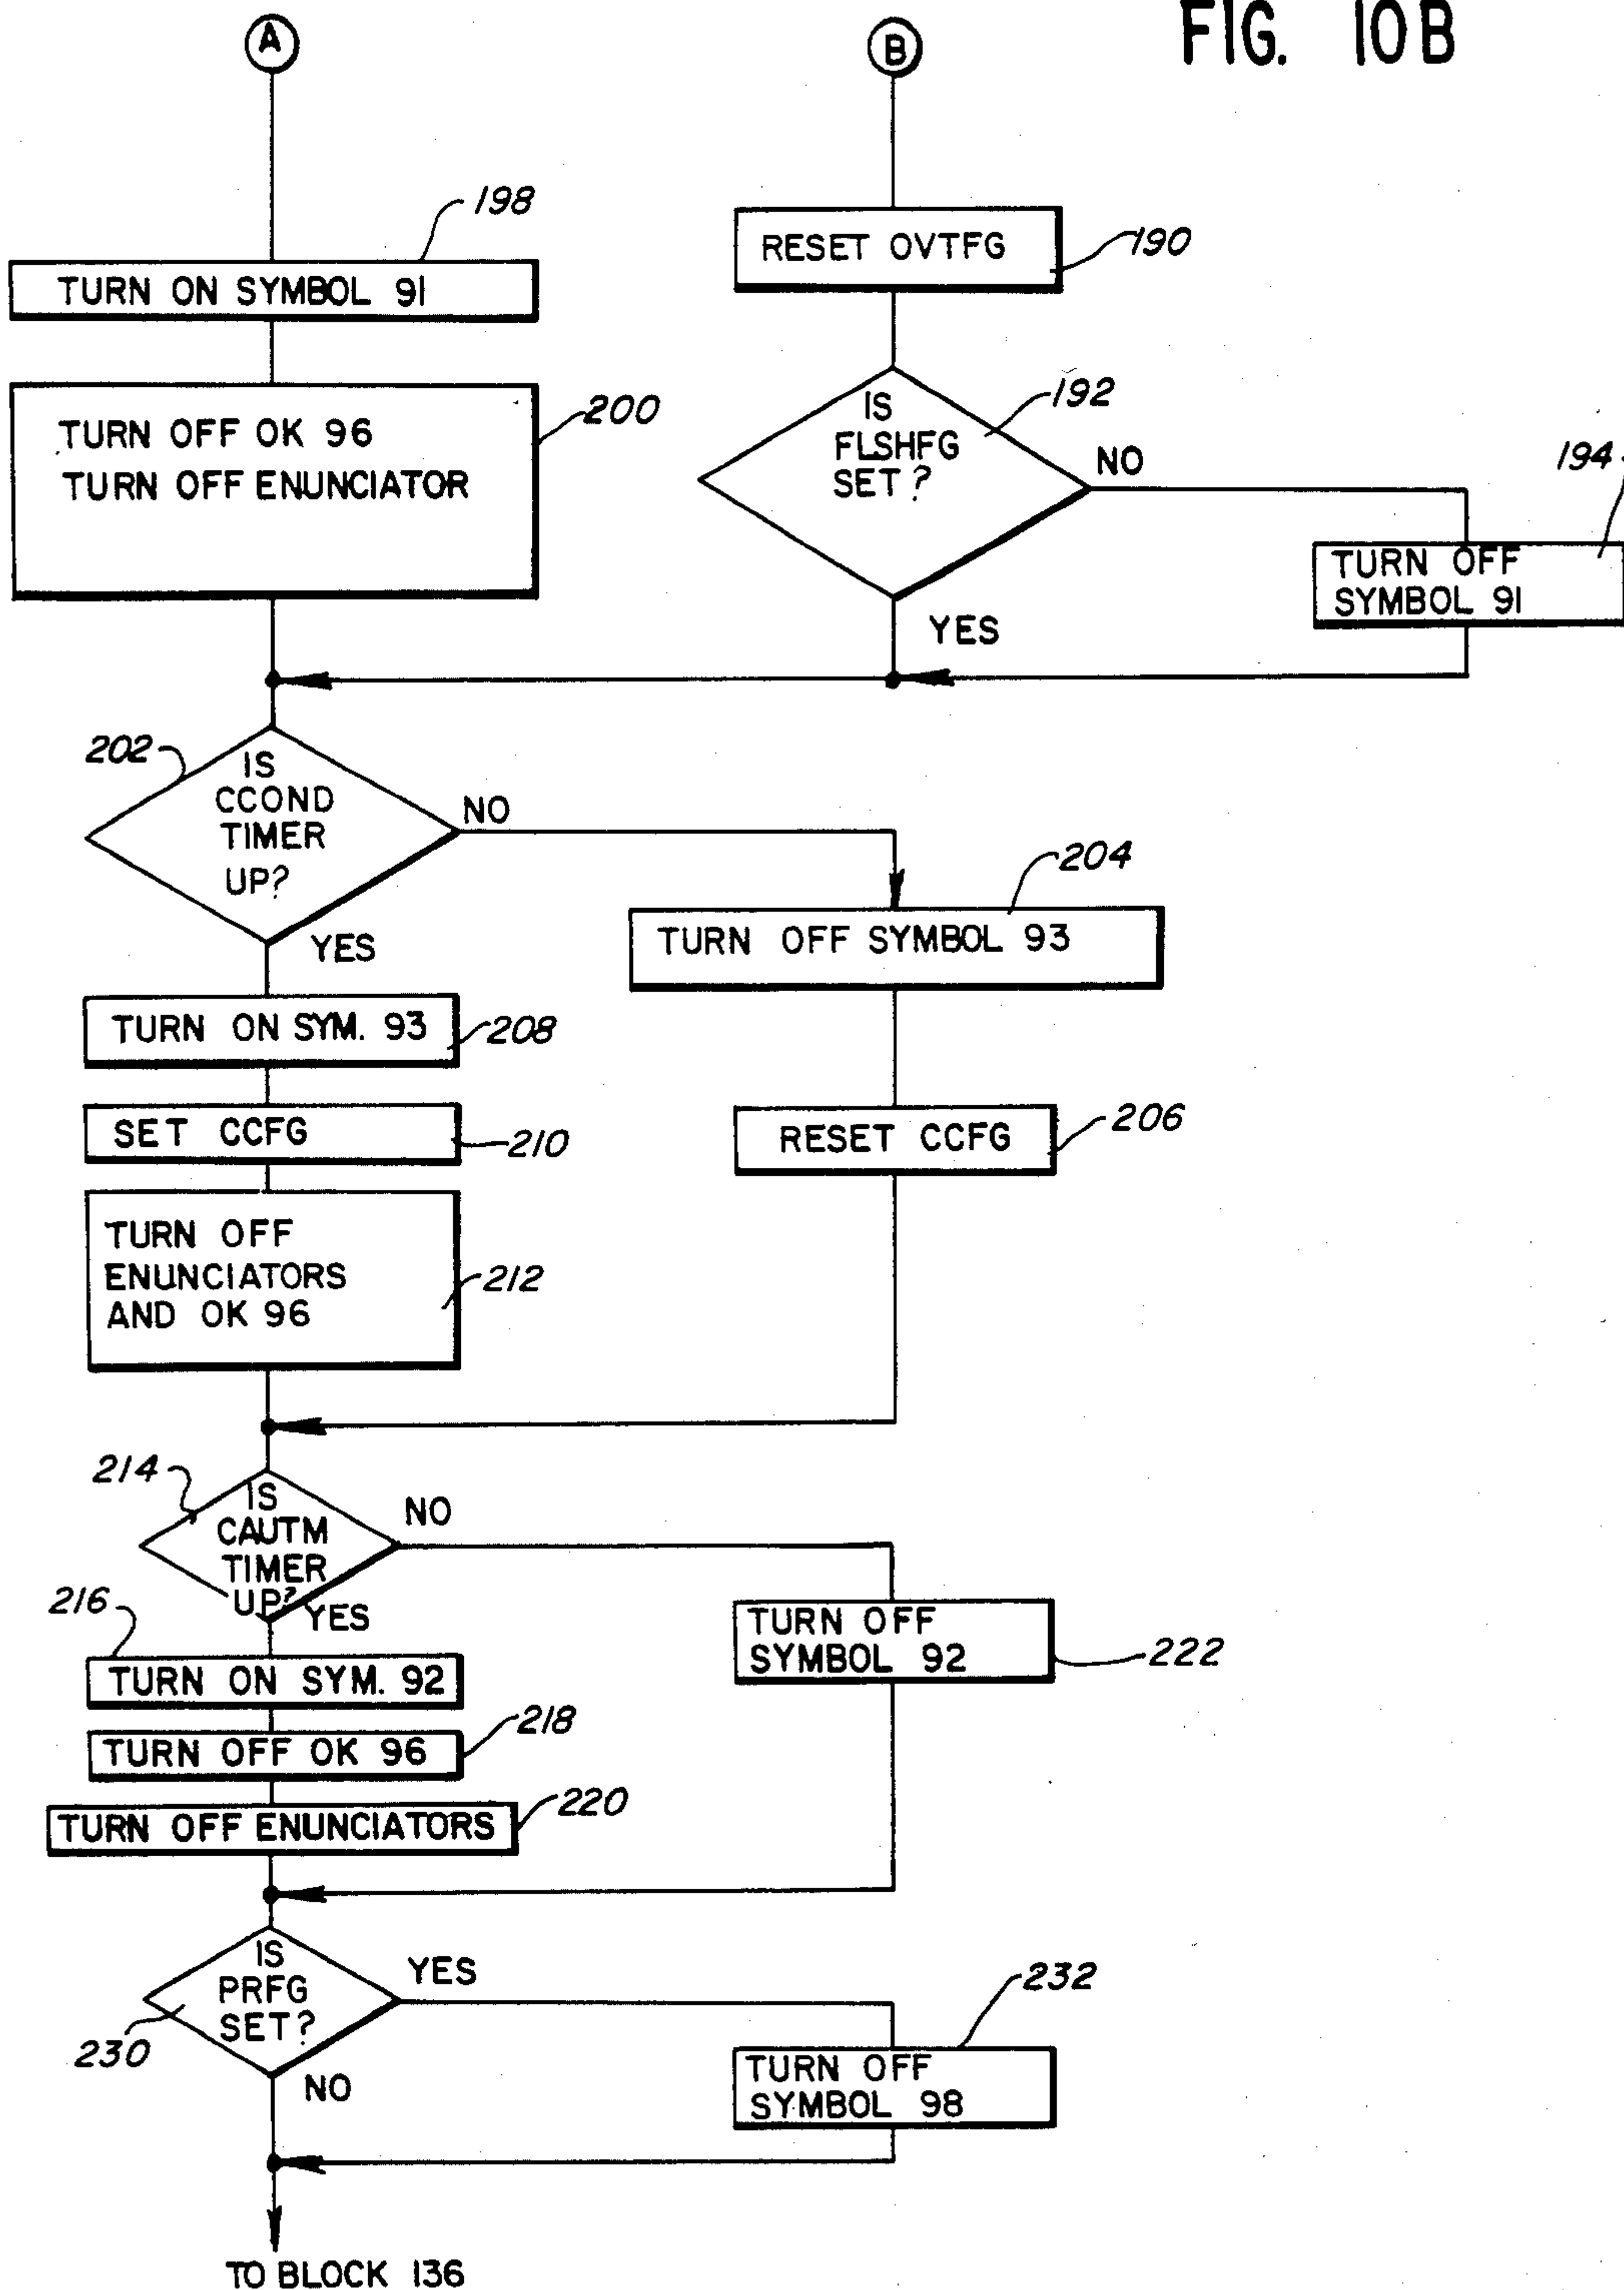 FIG. 10B
A
B
198
TURN ON SYMBOL 91
RESET OVTFG
190
TURN OFF OK 96
TURN OFF ENUNCIATOR
200
IS
FLSHFG
SET?
192
NO
YES
194
TURN OFF
SYMBOL 91
202
IS
CCOND
TIMER
UP?
NO
YES
204
TURN OFF SYMBOL 93
TURN ON SYM. 93
208
SET CCFG
210
RESET CCFG
206
TURN OFF
ENUNCIATORS
AND OK 96
212
214
IS
CAUTM
TIMER
UP?
NO
YES
216
TURN ON SYM. 92
TURN OFF
SYMBOL 92
222
218
TURN OFF OK 96
220
TURN OFF ENUNCIATORS
IS
PRFG
SET?
YES
230
NO
232
TURN OFF
SYMBOL 98
TO BLOCK 136